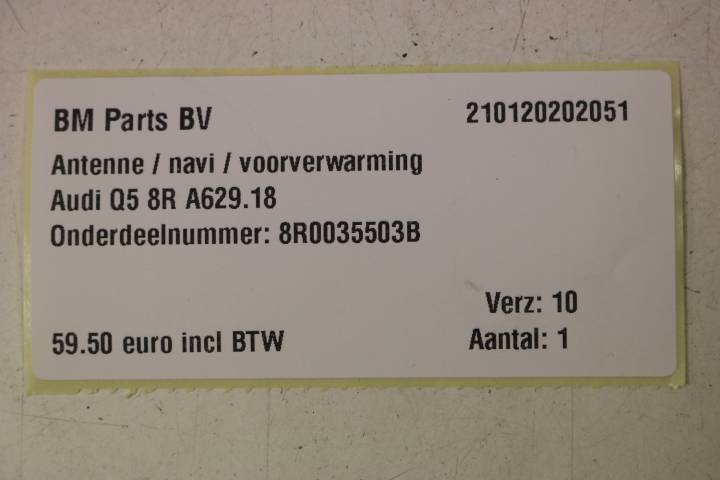 BM Parts BV 210120202051
Antenne / navi / voorverwarming
Audi Q5 8R A629.18
Onderdeelnummer: 8R0035503B
Verz: 10
59.50 euro incl BTW Aantal: 1